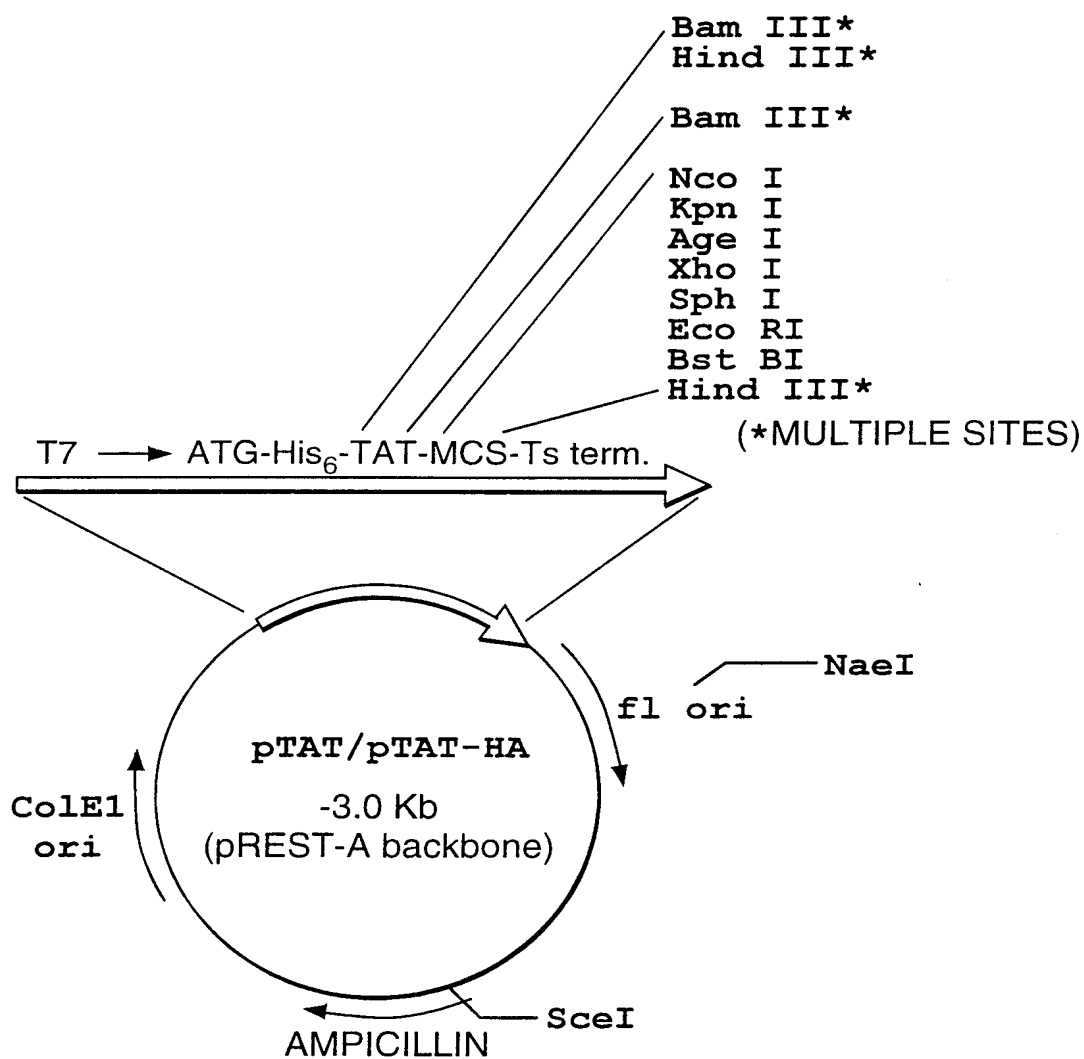 Bam III*
Hind III*
Bam III*
Nco I
Kpn I
Age I
Xho I
Sph I
Eco RI
Bst BI
Hind III*
(*MULTIPLE SITES)
T7 → ATG-His₆-TAT-MCS-Ts term.
NaeI
fl ori
pTAT/pTAT-HA
-3.0 Kb
(pREST-A backbone)
ColE1
ori
SceI
AMPICILLIN